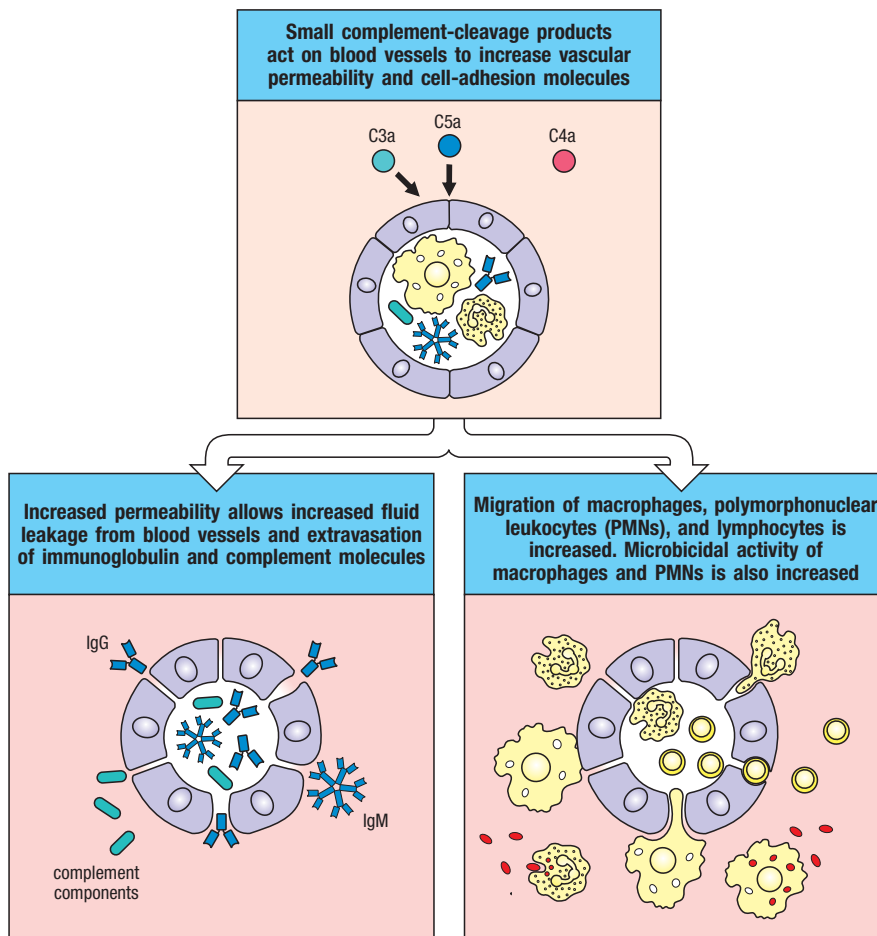 Small complement-cleavage products
act on blood vessels to increase vascular
permeability and cell-adhesion molecules
C3a
C5a
C4a
Increased permeability allows increased fluid
leakage from blood vessels and extravasation
of immunoglobulin and complement molecules
IgG
IgM
complement
components
Migration of macrophages, polymorphonuclear
leukocytes (PMNs), and lymphocytes is
increased. Microbicidal activity of
macrophages and PMNs is also increased